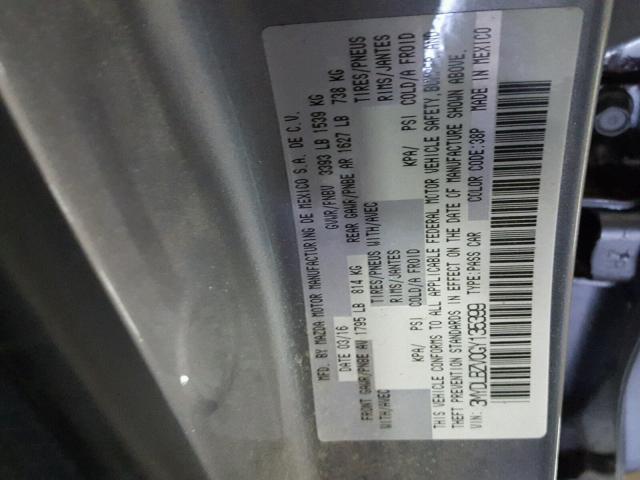 MFD. BY MAZDA MOTOR MANUFACTURING DE MEXICO S.A. DE C.V.
DATE 03/16 GVWR/PNBV 3393 LB 1539 KG
FRONT GAWR/PNBE AV 1795 LB 814 KG REAR GAWR/PNBE AR 1627 LB 738 KG
WITH/AVEC TIRES/PNEUS WITH/AVEC TIRES/PNEUS
RIMS/JANTES RIMS/JANTES
KPA/ PSI COLD/A FROID KPA/ PSI COLD/A FROID
THIS VEHICLE CONFORMS TO ALL APPLICABLE FEDERAL MOTOR VEHICLE SAFETY, AND
THEFT PREVENTION STANDARDS IN EFFECT ON THE DATE OF MANUFACTURE SHOWN ABOVE.
VIN: TYPE:PASS CAR COLOR CODE:38P MADE IN MEXICO